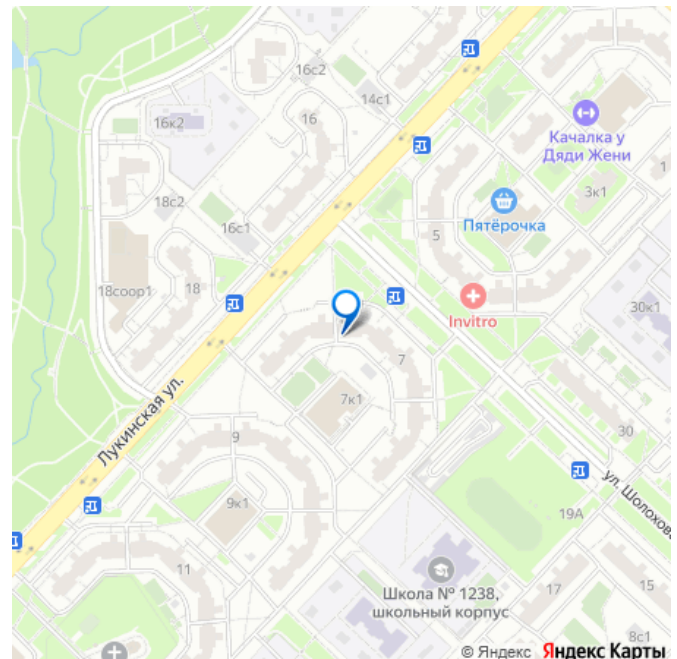 16с2
14с1
16
16к2
Качалка у
Дяди Жени
3к1
1
18с2
Пятёрочка
16с1
5
18
18соор1
Invitro
30к1
7
7к1
Лукинская ул.
9
30
9к1
ул. Шолохова
19А
11
Школа № 1238,
школьный корпус
17
15
8с1
© Яндекс Яндекс Карты